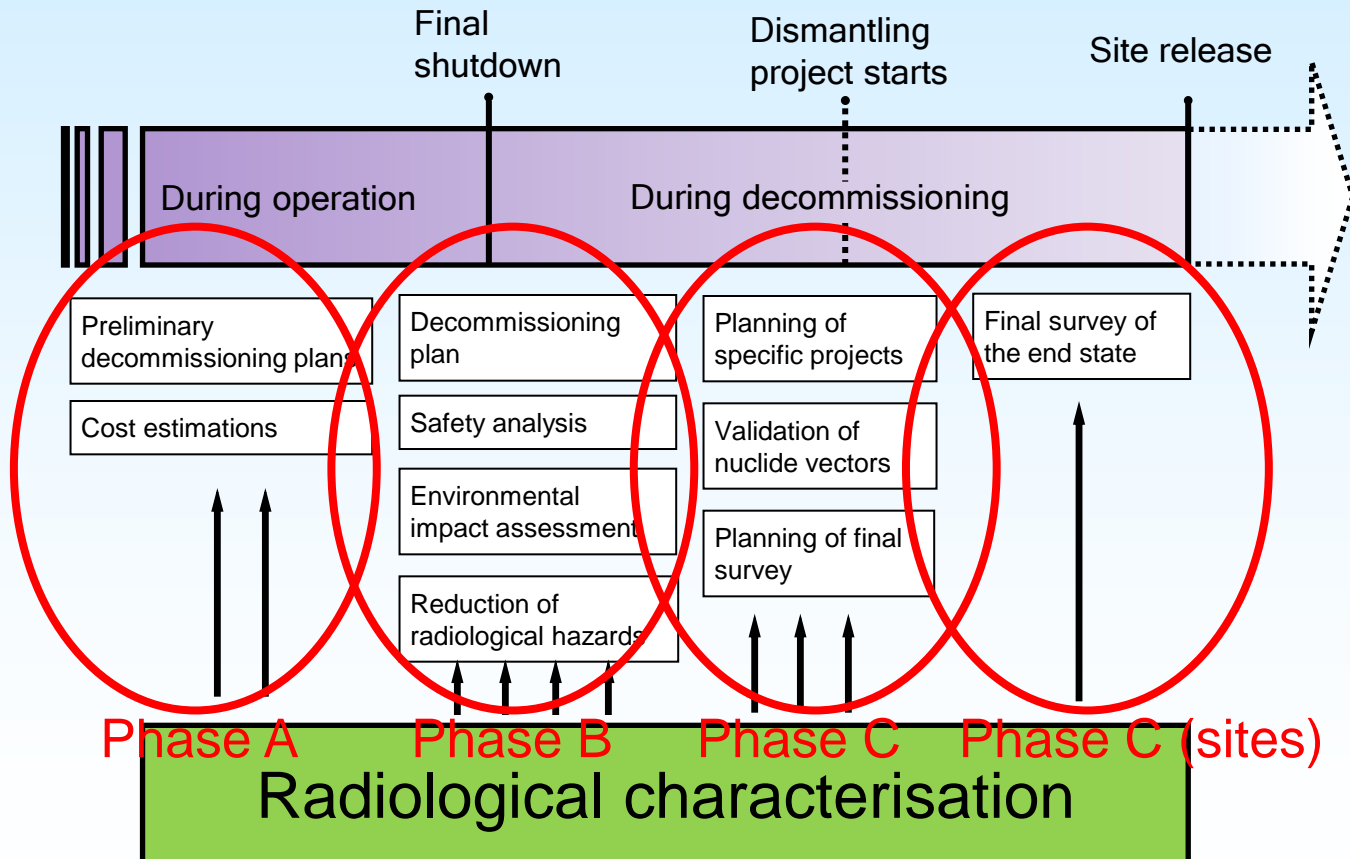 Final
shutdown
Dismantling
project starts
Site release
During operation
During decommissioning
Preliminary
decommissioning plans
Cost estimations
Decommissioning
plan
Safety analysis
Environmental
impact assessment
Reduction of
radiological hazards
Planning of
specific projects
Validation of
nuclide vectors
Planning of final
survey
Final survey of
the end state
Phase A
Phase B
Phase C
Phase C (sites)
Radiological characterisation